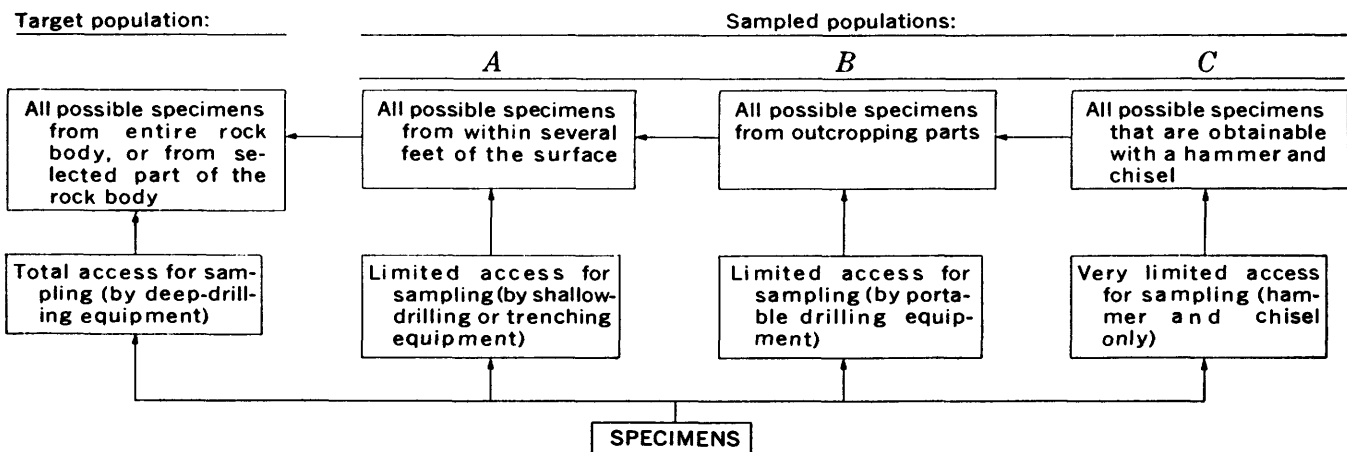 Target population:
Sampled populations:
A
B
C
All possible specimens
from entire rock
body, or from se-
lected part of the
rock body
All possible specimens
from within several
feet of the surface
All possible specimens
from outcropping parts
All possible specimens
that are obtainable
with a hammer and
chisel
Total access for sam-
pling (by deep-drill-
ing equipment)
Limited access for
sampling (by shallow-
drilling or trenching
equipment)
Limited access for
sampling (by porta-
ble drilling equip-
ment)
Very limited access
for sampling (ham-
mer and chisel
only)
SPECIMENS